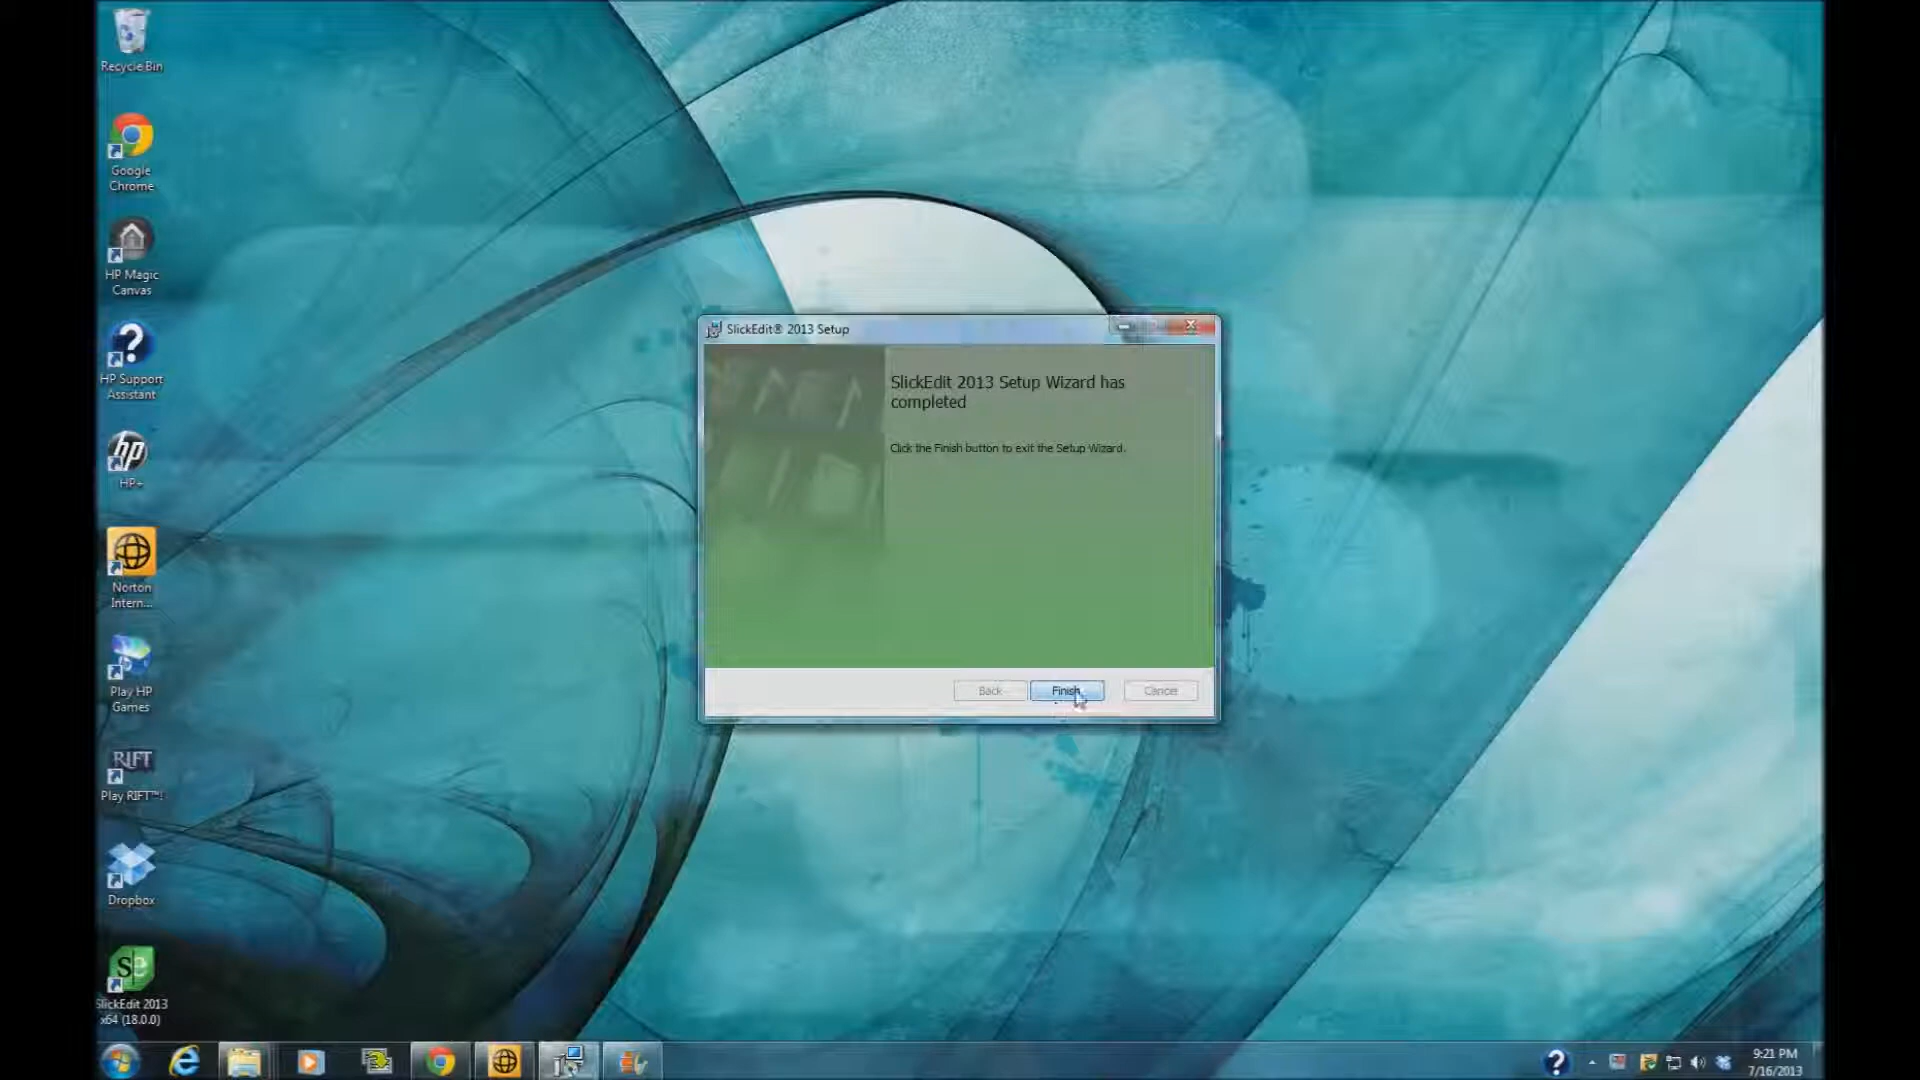 Recycle Bin
Google
Chrome
HP Magic
Canvas
HP Support
Assistant
hp
HP+
Norton
Intern...
Play HP
Games
RIFT
Play RIFT™!
Dropbox
Se
SlickEdit 2013
x64 (18.0.0)
SlickEdit® 2013 Setup
SlickEdit 2013 Setup Wizard has
completed
Click the Finish button to exit the Setup Wizard.
Back
Finish
Cancel
9:21 PM
7/16/2013